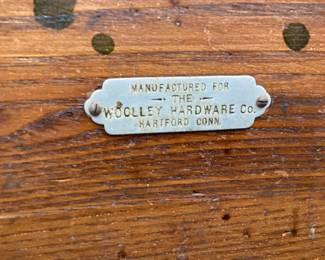 MANUFACTURED FOR
THE
WOOLLEY HARDWARE CO.
HARTFORD CONN.